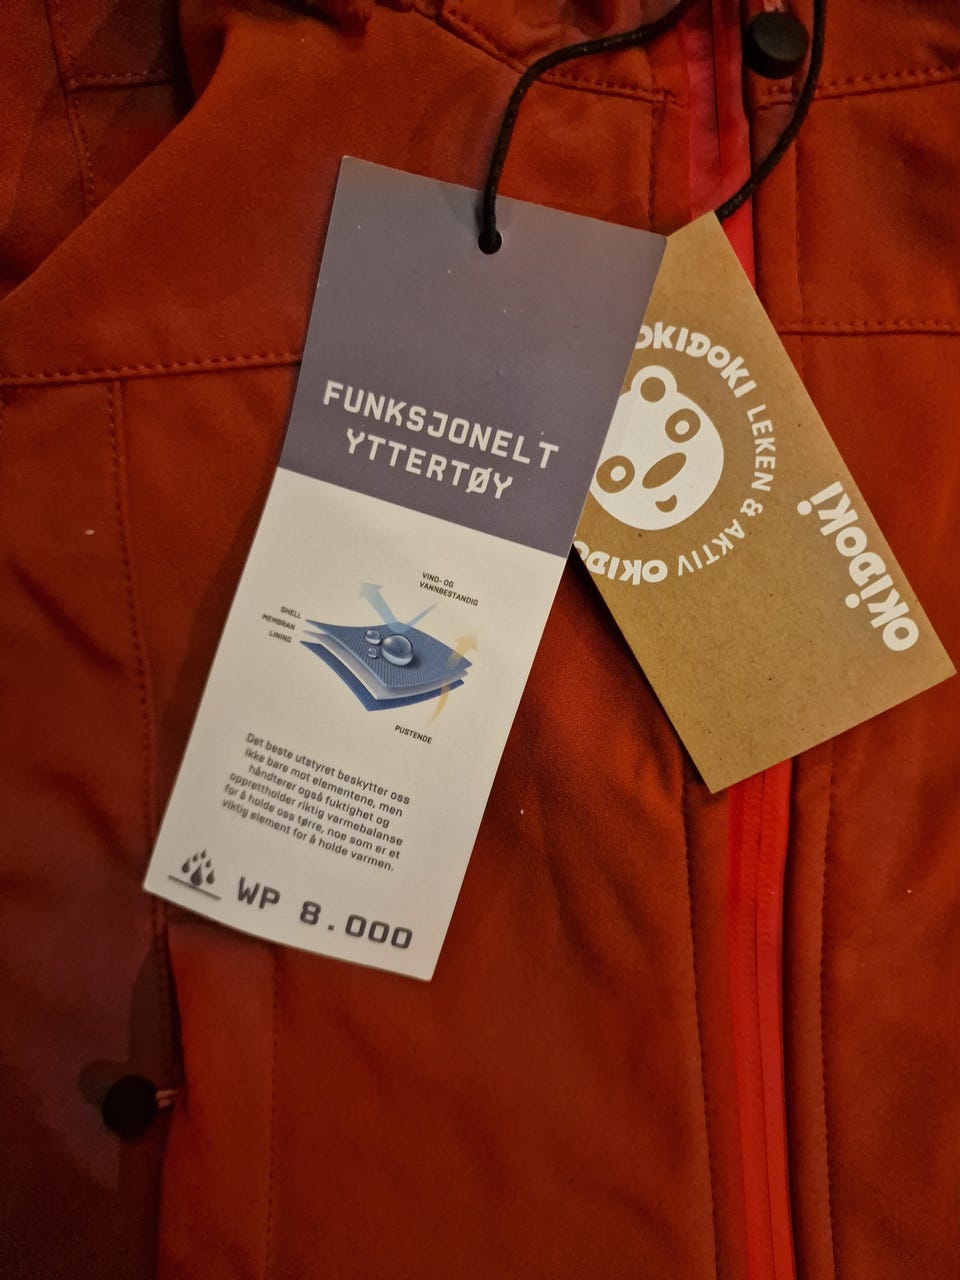 FUNKSJONELT
YTTERTØY
VIND- OG
VANNBESTANDIG
SHELL
MEMBRAN
LINING
PUSTENDE
Det beste utstyret beskytter oss
ikke bare mot elementene, men
håndterer også fuktighet og
opprettholder riktig varmebalanse
for å holde oss tørre, noe som er et
viktig element for å holde varmen.
WP 8.000
OKIDOKI LEKEN & AKTIV OKIDO
OKIDOKI